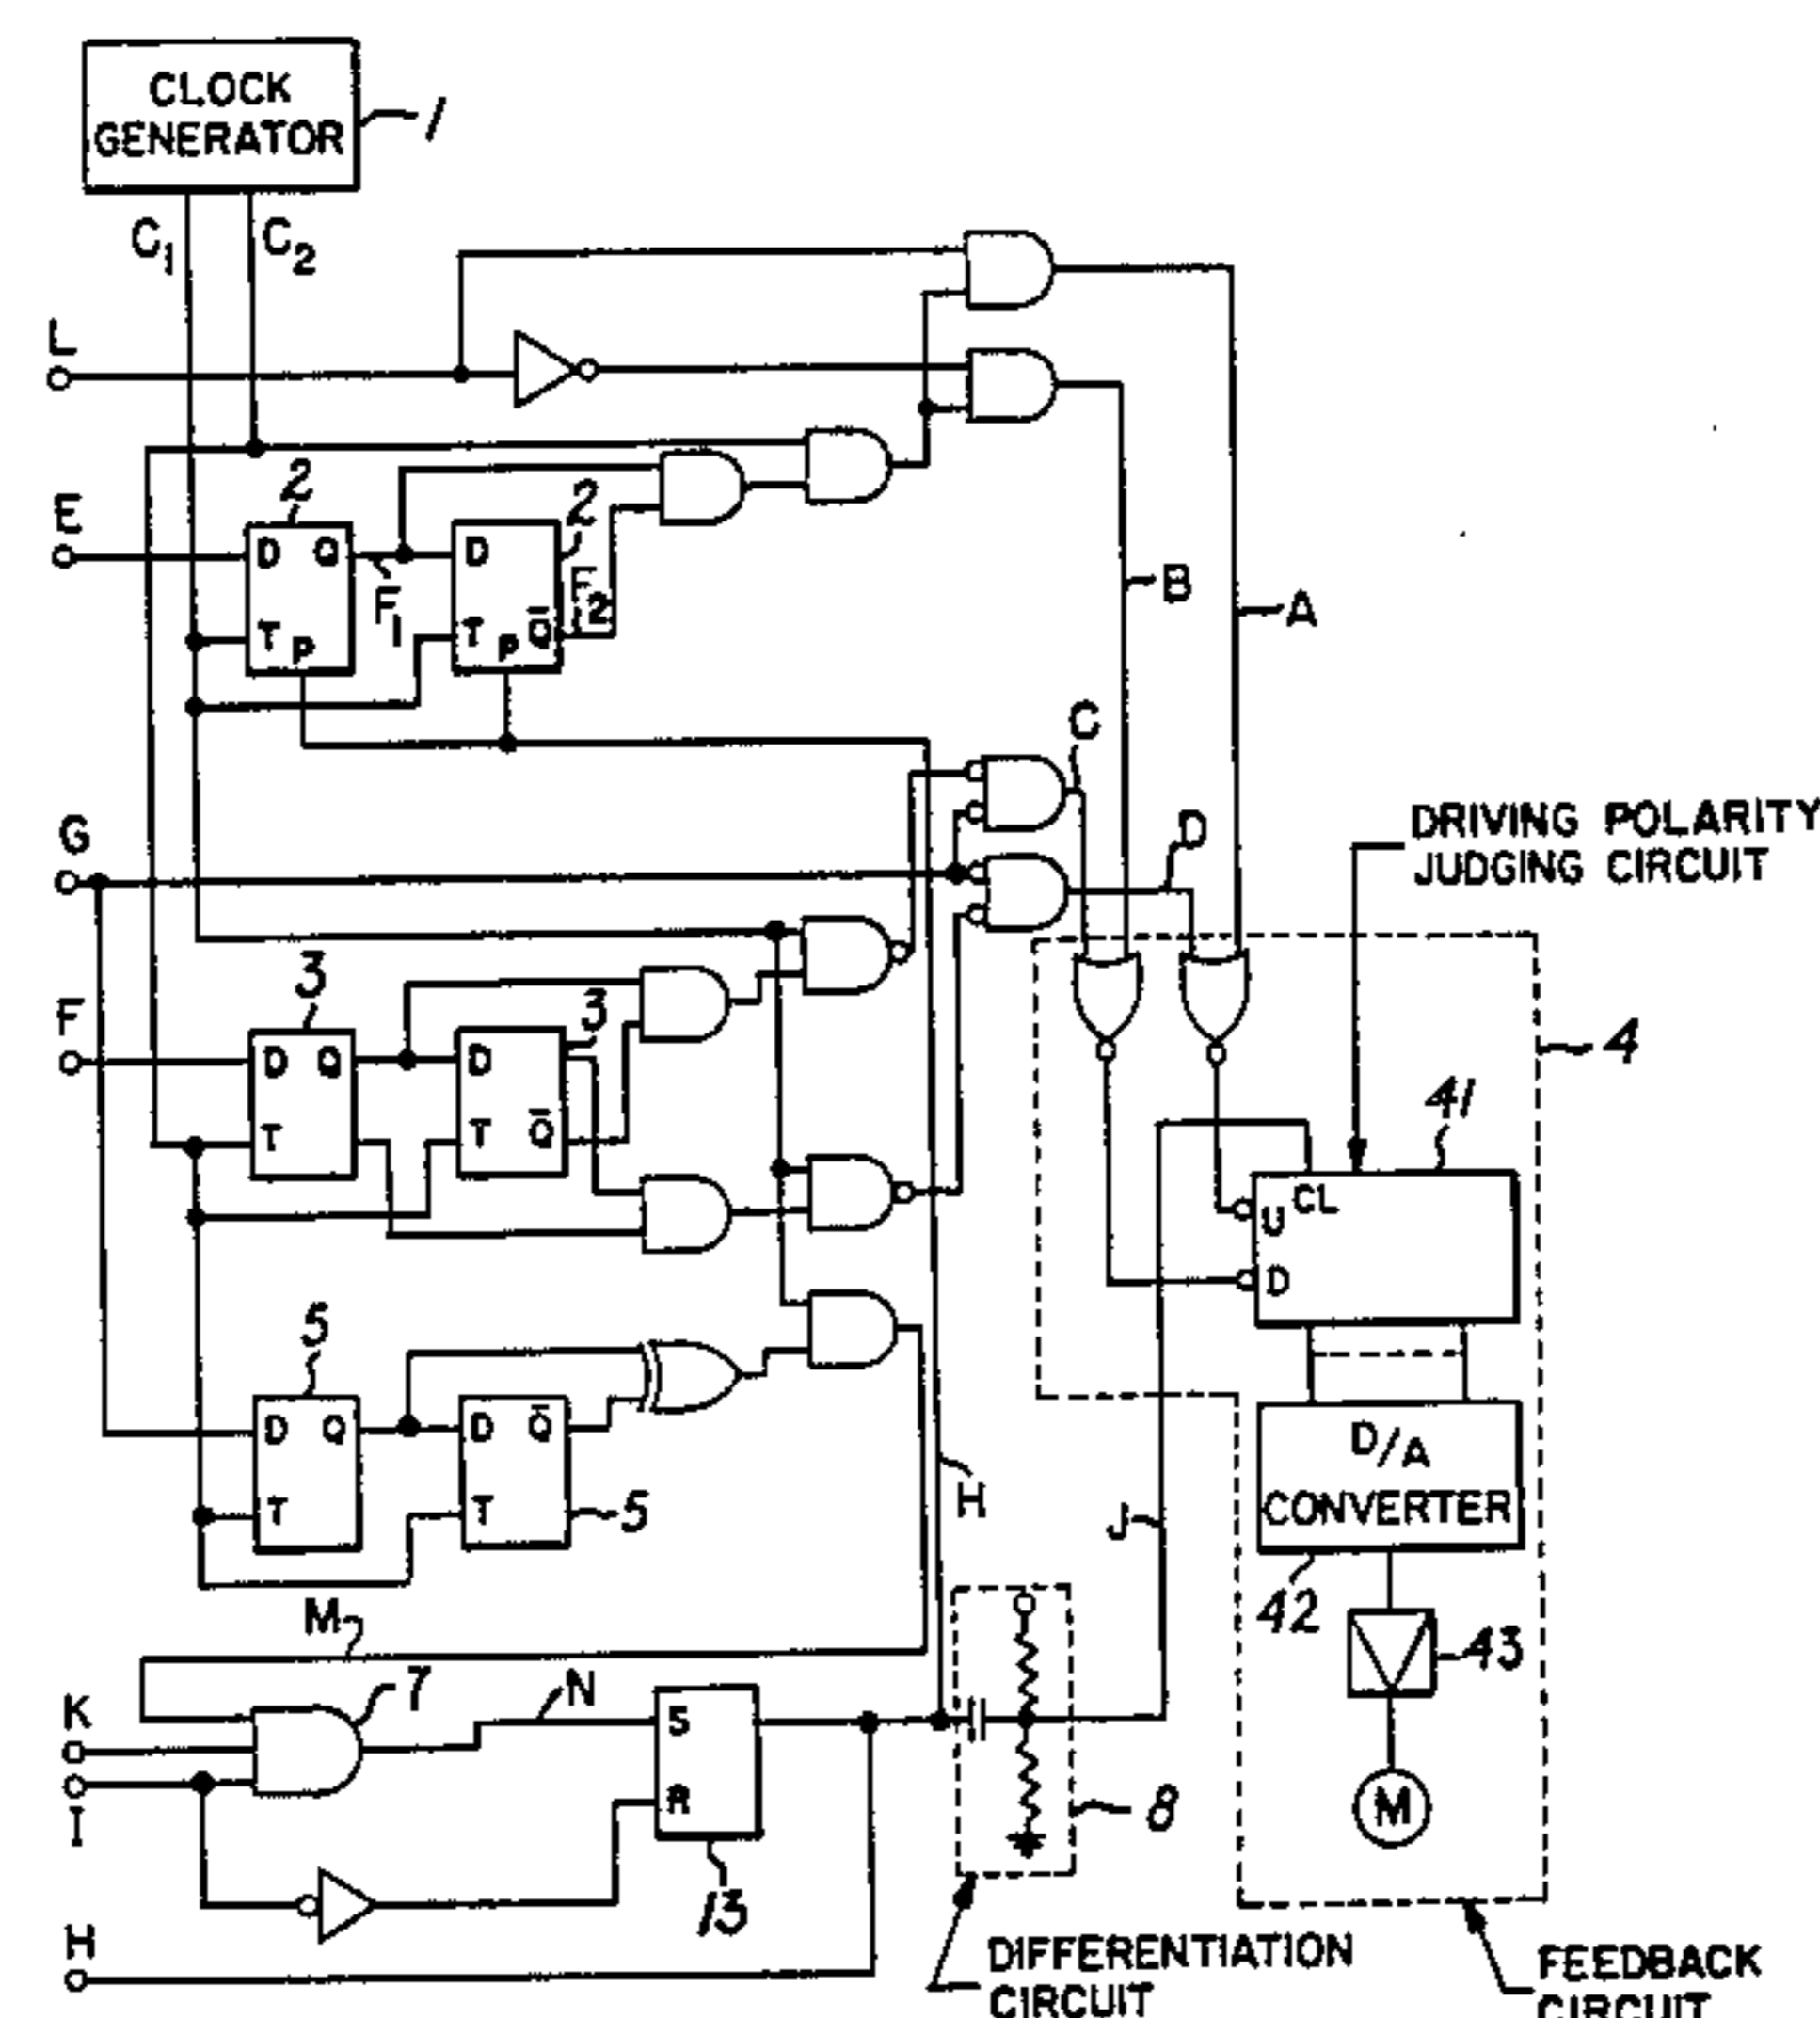 CLOCK
GENERATOR
1
C1
C2
L
E
2
D Q
T P
F1
2
D
T P Q̄
F2
B
A
C
D
G
DRIVING POLARITY
JUDGING CIRCUIT
3
F
D Q
T
3
D
T Q̄
4
41
CL
U
D
5
D Q
T
D Q̄
T
5
H
J
D/A
CONVERTER
42
43
M
M
7
N
K
I
S
R
13
8
H
DIFFERENTIATION
CIRCUIT
FEEDBACK
CIRCUIT